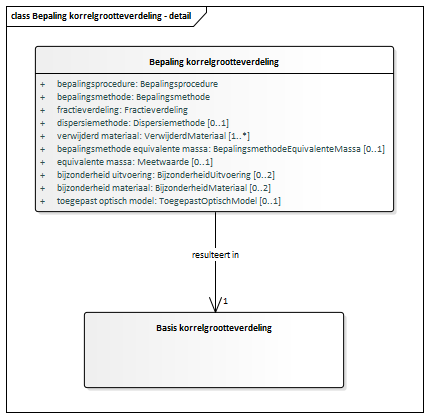 class Bepaling korrelgrootteverdeling - detail
Bepaling korrelgrootteverdeling
+ bepalingsprocedure: Bepalingsprocedure
+ bepalingsmethode: Bepalingsmethode
+ fractieverdeling: Fractieverdeling
+ dispersiemethode: Dispersiemethode [0..1]
+ verwijderd materiaal: VerwijderdMateriaal [1..*]
+ bepalingsmethode equivalente massa: BepalingsmethodeEquivalenteMassa [0..1]
+ equivalente massa: Meetwaarde [0..1]
+ bijzonderheid uitvoering: BijzonderheidUitvoering [0..2]
+ bijzonderheid materiaal: BijzonderheidMateriaal [0..2]
+ toegepast optisch model: ToegepastOptischModel [0..1]
resulteert in
1
Basis korrelgrootteverdeling